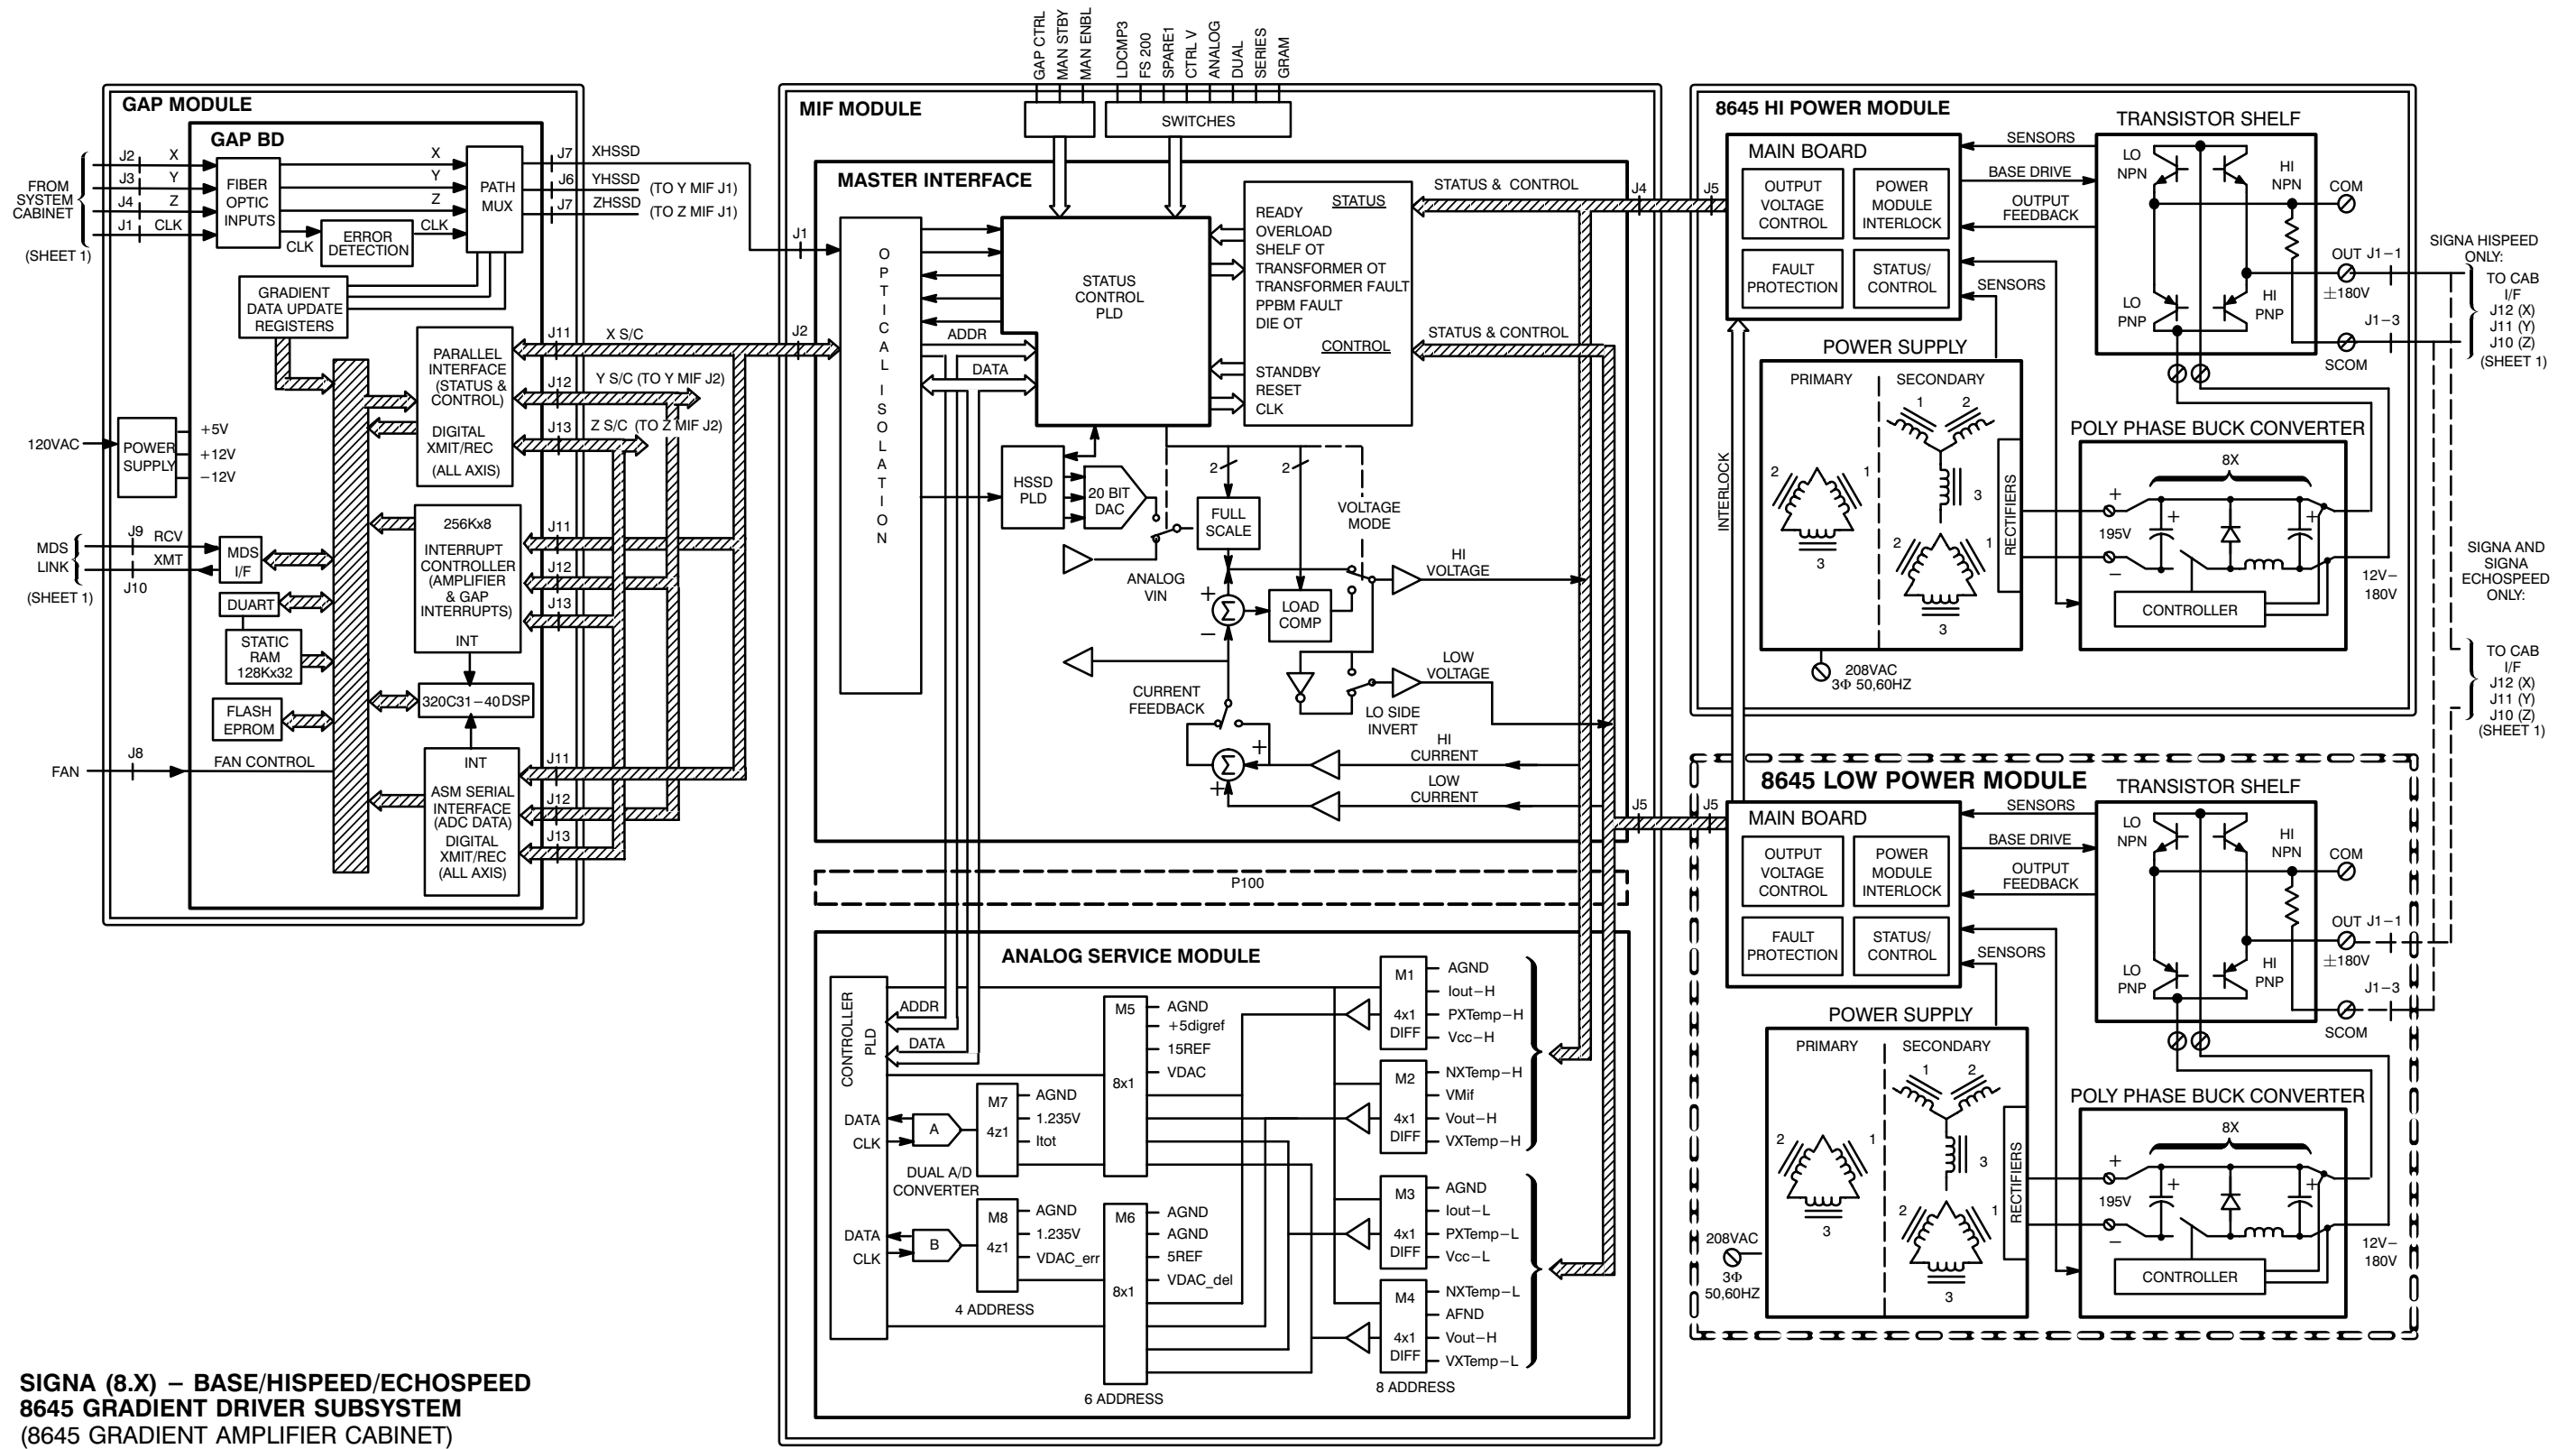 GAP CTRL
MAN STBY
MAN ENBL
LDCMP3
FS 200
SPARE1
CTRL V
ANALOG
DUAL
SERIES
GRAM
SWITCHES
GAP MODULE
GAP BD
FROM
SYSTEM
CABINET
(SHEET 1)
J2 X
J3 Y
J4 Z
J1 CLK
FIBER
OPTIC
INPUTS
X
Y
Z
CLK
ERROR
DETECTION
CLK
PATH
MUX
J7 XHSSD
J6 YHSSD (TO Y MIF J1)
J7 ZHSSD (TO Z MIF J1)
GRADIENT
DATA UPDATE
REGISTERS
PARALLEL
INTERFACE
(STATUS &
CONTROL)
DIGITAL
XMIT/REC
(ALL AXIS)
J11 X S/C
J12 Y S/C (TO Y MIF J2)
J13 Z S/C (TO Z MIF J2)
120VAC
POWER
SUPPLY
+5V
+12V
−12V
256Kx8
INTERRUPT
CONTROLLER
(AMPLIFIER
& GAP
INTERRUPTS)
INT
J11
J12
J13
MDS
LINK
(SHEET 1)
J9 RCV
XMT
J10
MDS
I/F
DUART
STATIC
RAM
128Kx32
320C31−40DSP
FLASH
EPROM
FAN
J8
FAN CONTROL
INT
ASM SERIAL
INTERFACE
(ADC DATA)
DIGITAL
XMIT/REC
(ALL AXIS)
J11
J12
J13
MIF MODULE
MASTER INTERFACE
J1
J2
OPTICAL ISOLATION
STATUS
CONTROL
PLD
ADDR
DATA
STATUS
READY
OVERLOAD
SHELF OT
TRANSFORMER OT
TRANSFORMER FAULT
PPBM FAULT
DIE OT
CONTROL
STANDBY
RESET
CLK
STATUS & CONTROL
STATUS & CONTROL
J4
J5
HSSD
PLD
20 BIT
DAC
2
2
FULL
SCALE
VOLTAGE
MODE
ANALOG
VIN
+
Σ
−
LOAD
COMP
HI
VOLTAGE
LOW
VOLTAGE
CURRENT
FEEDBACK
LO SIDE
INVERT
Σ
+
+
HI
CURRENT
LOW
CURRENT
J5
J5
P100
ANALOG SERVICE MODULE
CONTROLLER
PLD
ADDR
DATA
M5
8x1
AGND
+5digref
15REF
VDAC
DATA
CLK
A
M7
4z1
AGND
1.235V
Itot
DUAL A/D
CONVERTER
DATA
CLK
B
M8
4z1
AGND
1.235V
VDAC_err
4 ADDRESS
M6
8x1
AGND
AGND
5REF
VDAC_del
6 ADDRESS
M1
4x1
DIFF
AGND
Iout−H
PXTemp−H
Vcc−H
M2
4x1
DIFF
NXTemp−H
VMif
Vout−H
VXTemp−H
M3
4x1
DIFF
AGND
Iout−L
PXTemp−L
Vcc−L
M4
4x1
DIFF
NXTemp−L
AFND
Vout−H
VXTemp−L
8 ADDRESS
8645 HI POWER MODULE
MAIN BOARD
OUTPUT
VOLTAGE
CONTROL
POWER
MODULE
INTERLOCK
FAULT
PROTECTION
STATUS/
CONTROL
SENSORS
BASE DRIVE
OUTPUT
FEEDBACK
SENSORS
TRANSISTOR SHELF
LO
NPN
HI
NPN
LO
PNP
HI
PNP
COM
OUT J1−1
±180V
J1−3
SCOM
SIGNA HISPEED
ONLY:
TO CAB
I/F
J12 (X)
J11 (Y)
J10 (Z)
(SHEET 1)
INTERLOCK
POWER SUPPLY
PRIMARY
SECONDARY
2
1
3
1
2
3
2
1
3
RECTIFIERS
208VAC
3Φ 50,60HZ
POLY PHASE BUCK CONVERTER
8X
+
195V
−
+
+
CONTROLLER
12V−
180V
SIGNA AND
SIGNA
ECHOSPEED
ONLY:
TO CAB
I/F
J12 (X)
J11 (Y)
J10 (Z)
(SHEET 1)
8645 LOW POWER MODULE
MAIN BOARD
OUTPUT
VOLTAGE
CONTROL
POWER
MODULE
INTERLOCK
FAULT
PROTECTION
STATUS/
CONTROL
SENSORS
BASE DRIVE
OUTPUT
FEEDBACK
SENSORS
TRANSISTOR SHELF
LO
NPN
HI
NPN
LO
PNP
HI
PNP
COM
OUT J1−1
±180V
J1−3
SCOM
POWER SUPPLY
PRIMARY
SECONDARY
2
1
3
1
2
3
2
1
3
RECTIFIERS
208VAC
3Φ
50,60HZ
POLY PHASE BUCK CONVERTER
8X
+
195V
−
+
+
CONTROLLER
12V−
180V
SIGNA (8.X) − BASE/HISPEED/ECHOSPEED
8645 GRADIENT DRIVER SUBSYSTEM
(8645 GRADIENT AMPLIFIER CABINET)